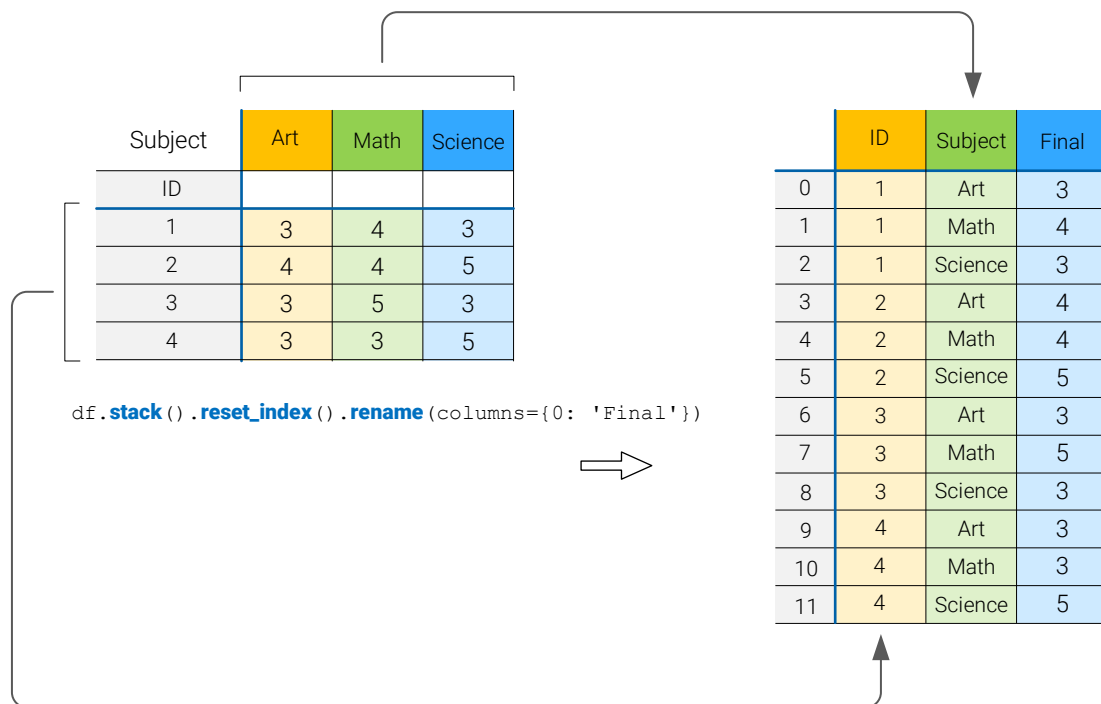 Subject Art Math Science
ID
1 3 4 3
2 4 4 5
3 3 5 3
4 3 3 5
df.stack().reset_index().rename(columns={0: 'Final'})
ID Subject Final
0 1 Art 3
1 1 Math 4
2 1 Science 3
3 2 Art 4
4 2 Math 4
5 2 Science 5
6 3 Art 3
7 3 Math 5
8 3 Science 3
9 4 Art 3
10 4 Math 3
11 4 Science 5